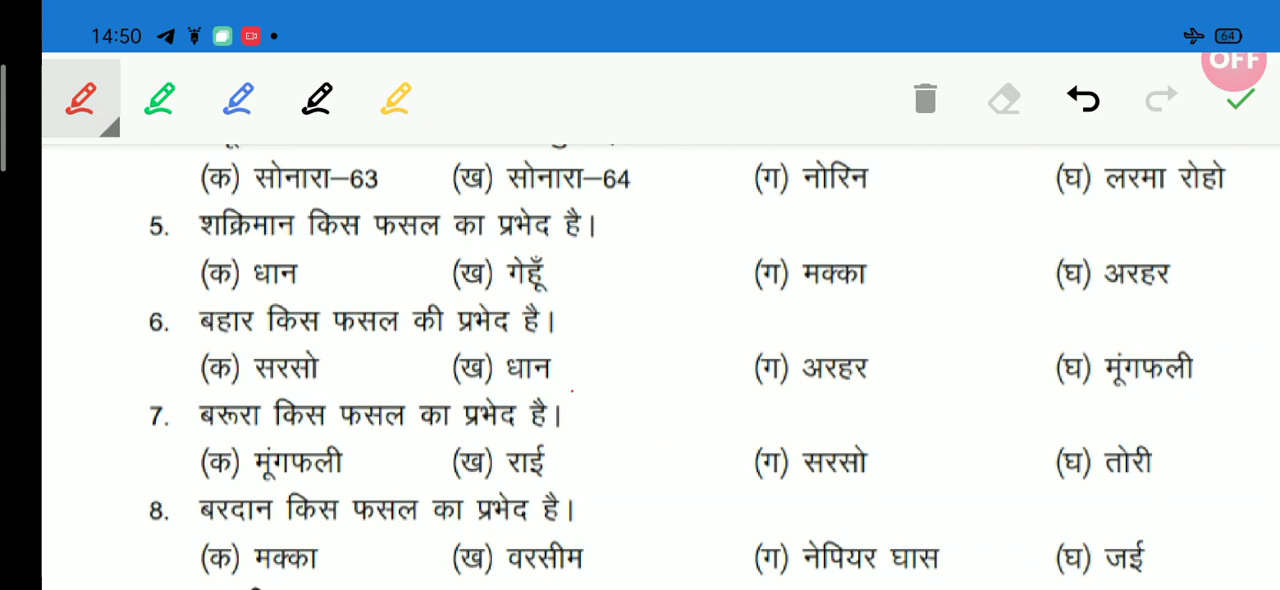 14:50
64
OFF
(क) सोनारा–63 (ख) सोनारा–64 (ग) नोरिन (घ) लरमा रोहो
5. शक्रिमान किस फसल का प्रभेद है।
(क) धान (ख) गेहूँ (ग) मक्का (घ) अरहर
6. बहार किस फसल की प्रभेद है।
(क) सरसो (ख) धान (ग) अरहर (घ) मूंगफली
7. बरूरा किस फसल का प्रभेद है।
(क) मूंगफली (ख) राई (ग) सरसो (घ) तोरी
8. बरदान किस फसल का प्रभेद है।
(क) मक्का (ख) वरसीम (ग) नेपियर घास (घ) जई